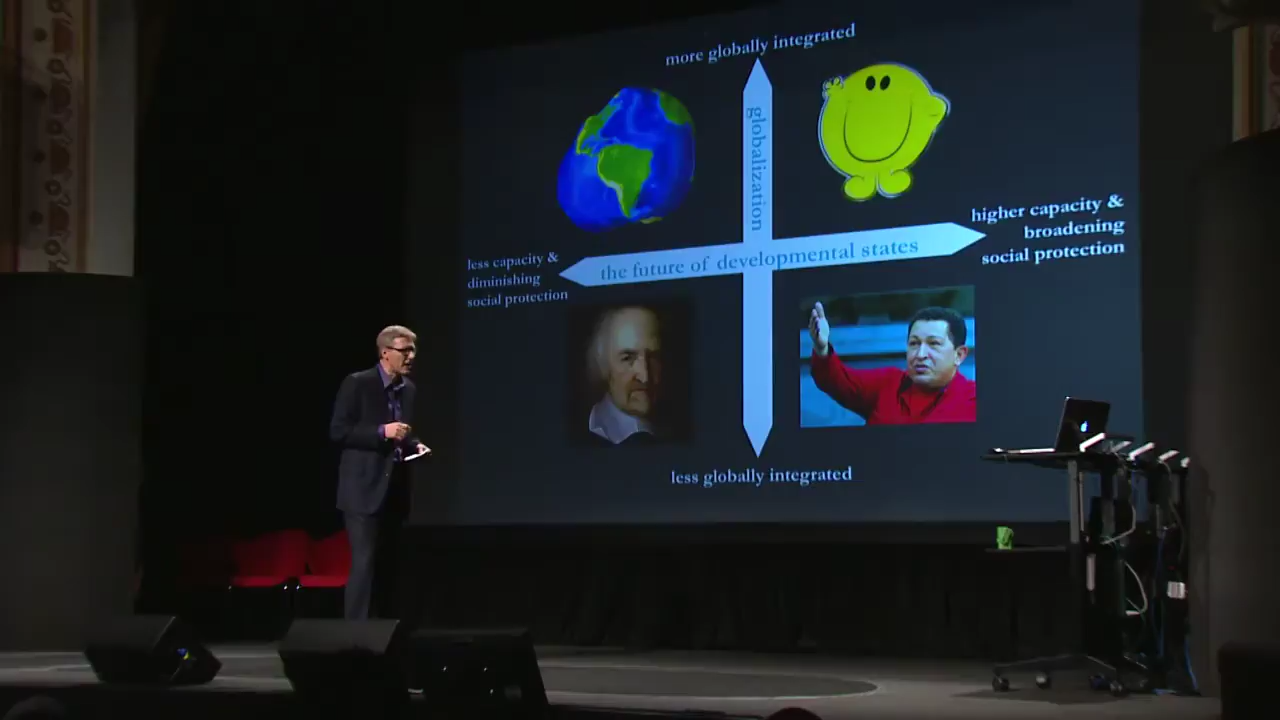 more globally integrated
globalization
higher capacity &
broadening
social protection
the future of developmental states
less capacity &
diminishing
social protection
less globally integrated